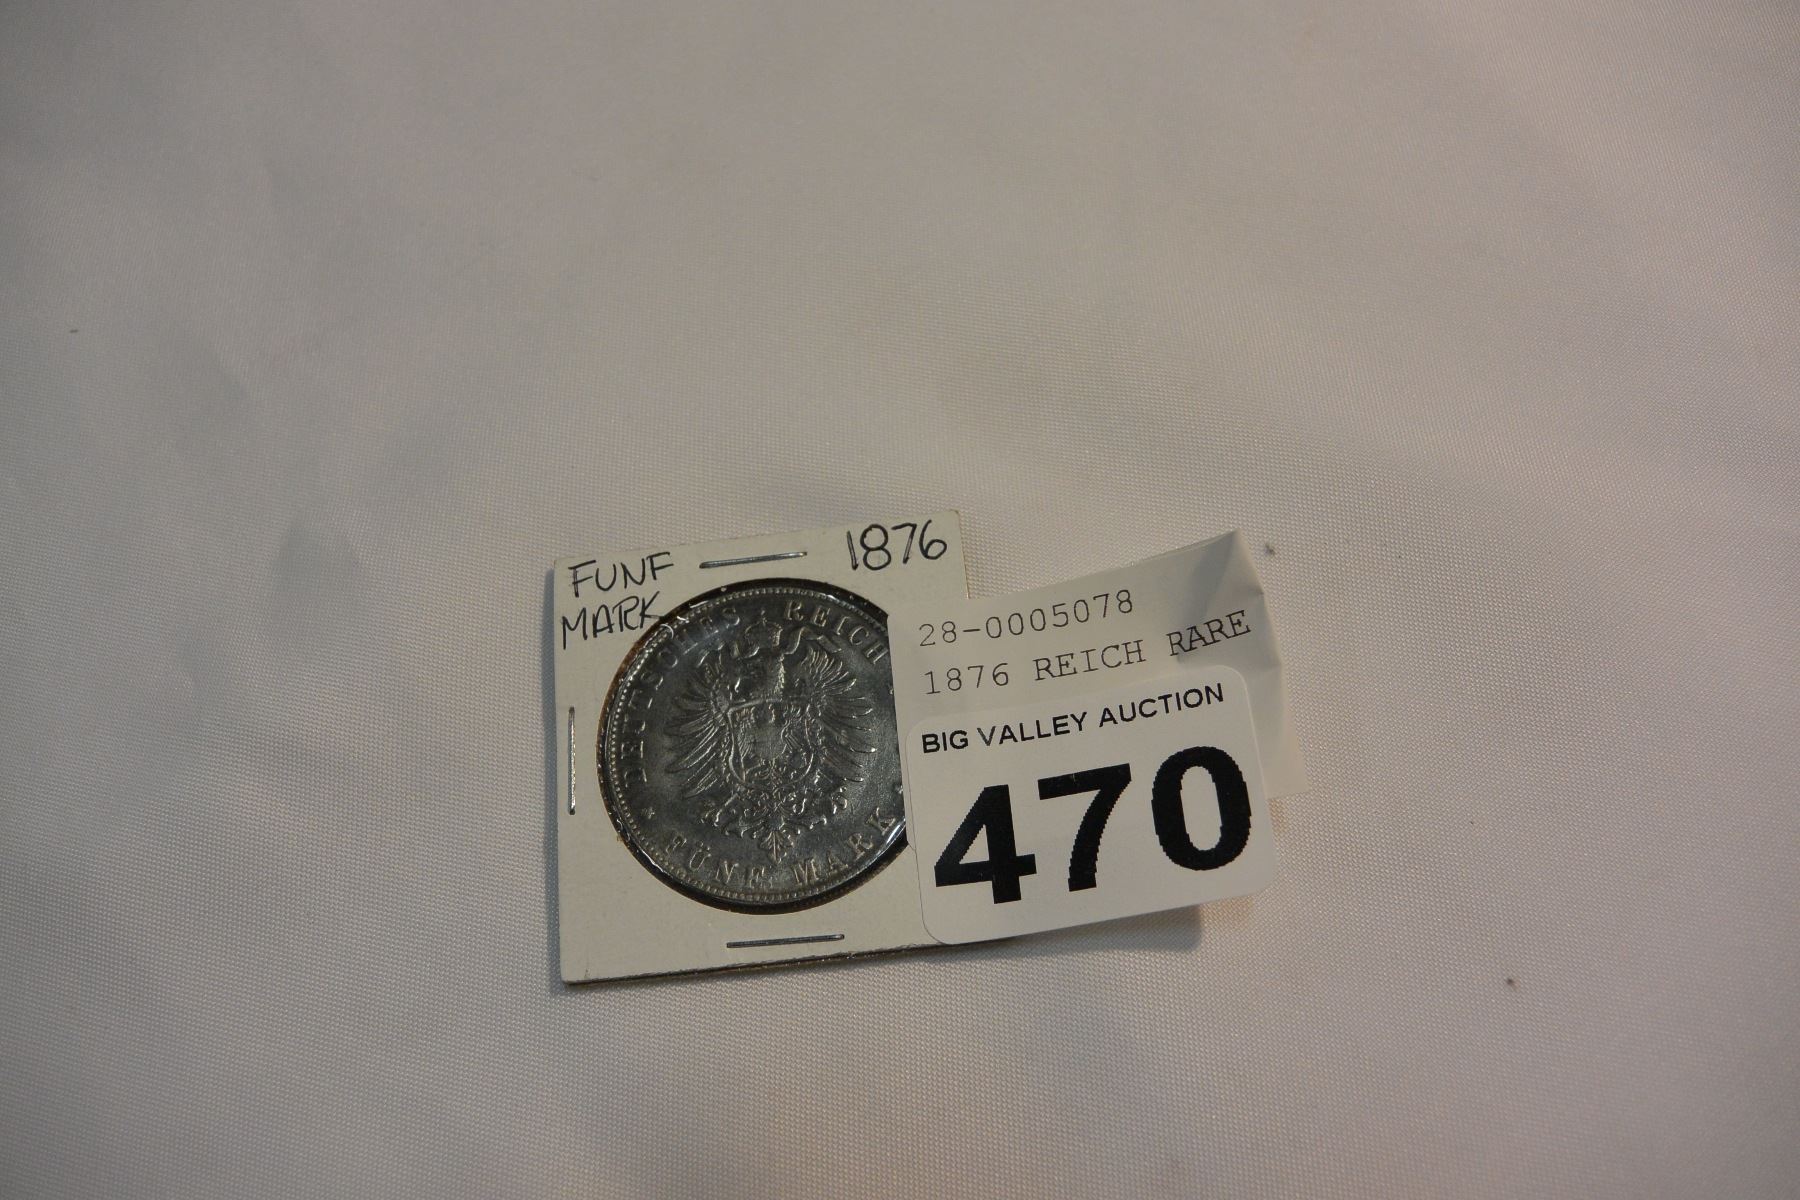 FUNF
MARK
1876
DEUTSCHES REICH
FÜNF MARK
28-0005078
1876 REICH RARE
BIG VALLEY AUCTION
470